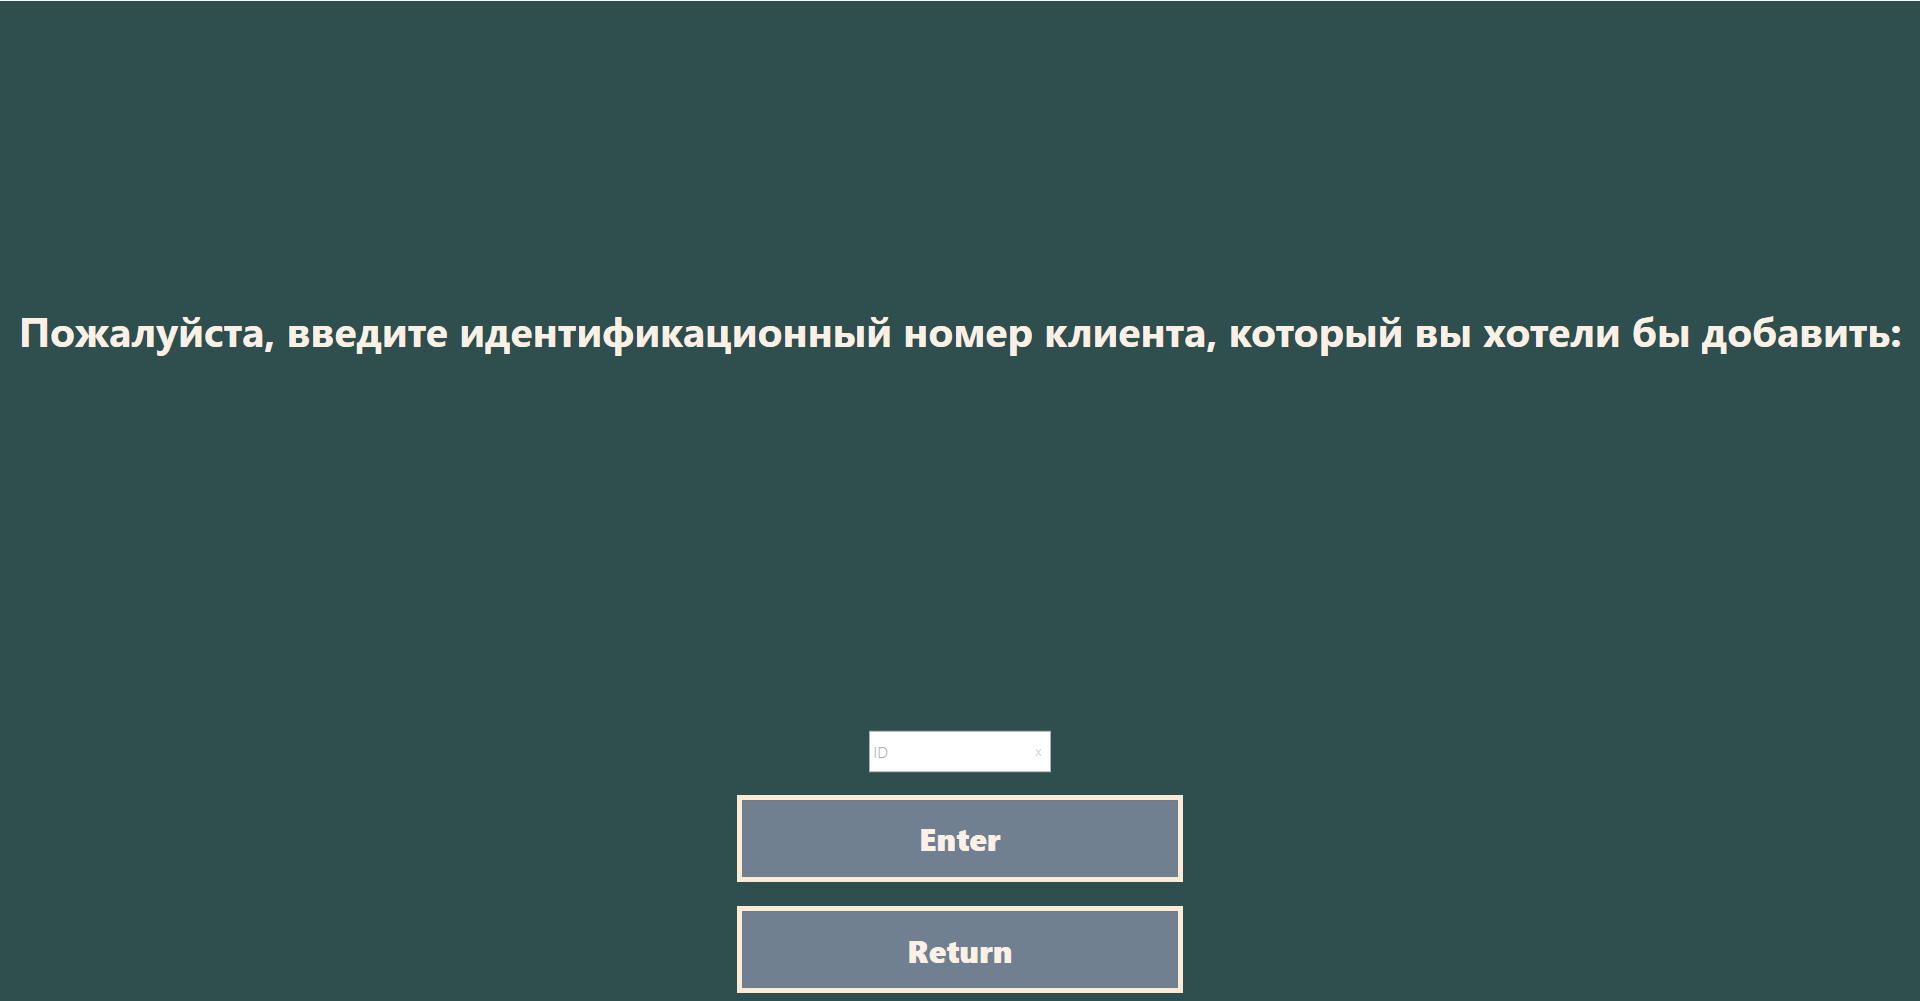 Пожалуйста, введите идентификационный номер клиента, который вы хотели бы добавить:
ID x
Enter
Return